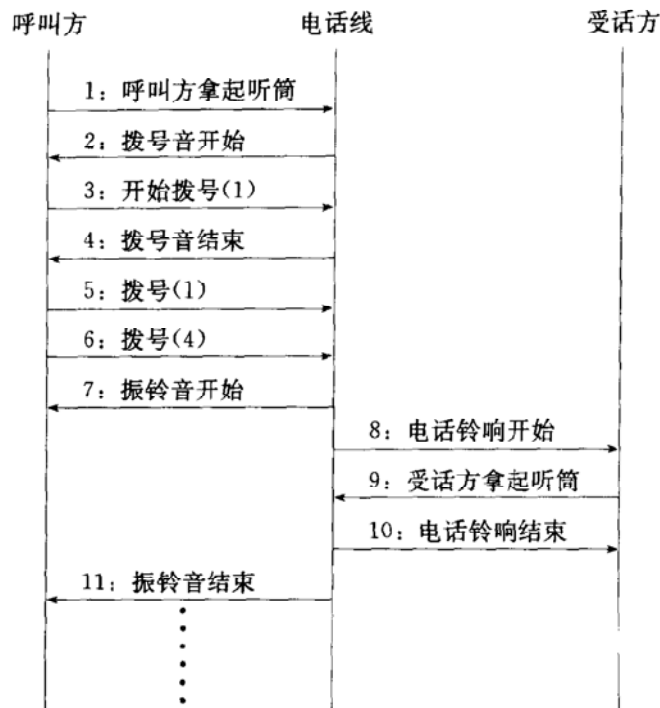 呼叫方 电话线 受话方
1：呼叫方拿起听筒
2：拨号音开始
3：开始拨号(1)
4：拨号音结束
5：拨号(1)
6：拨号(4)
7：振铃音开始
8：电话铃响开始
9：受话方拿起听筒
10：电话铃响结束
11：振铃音结束